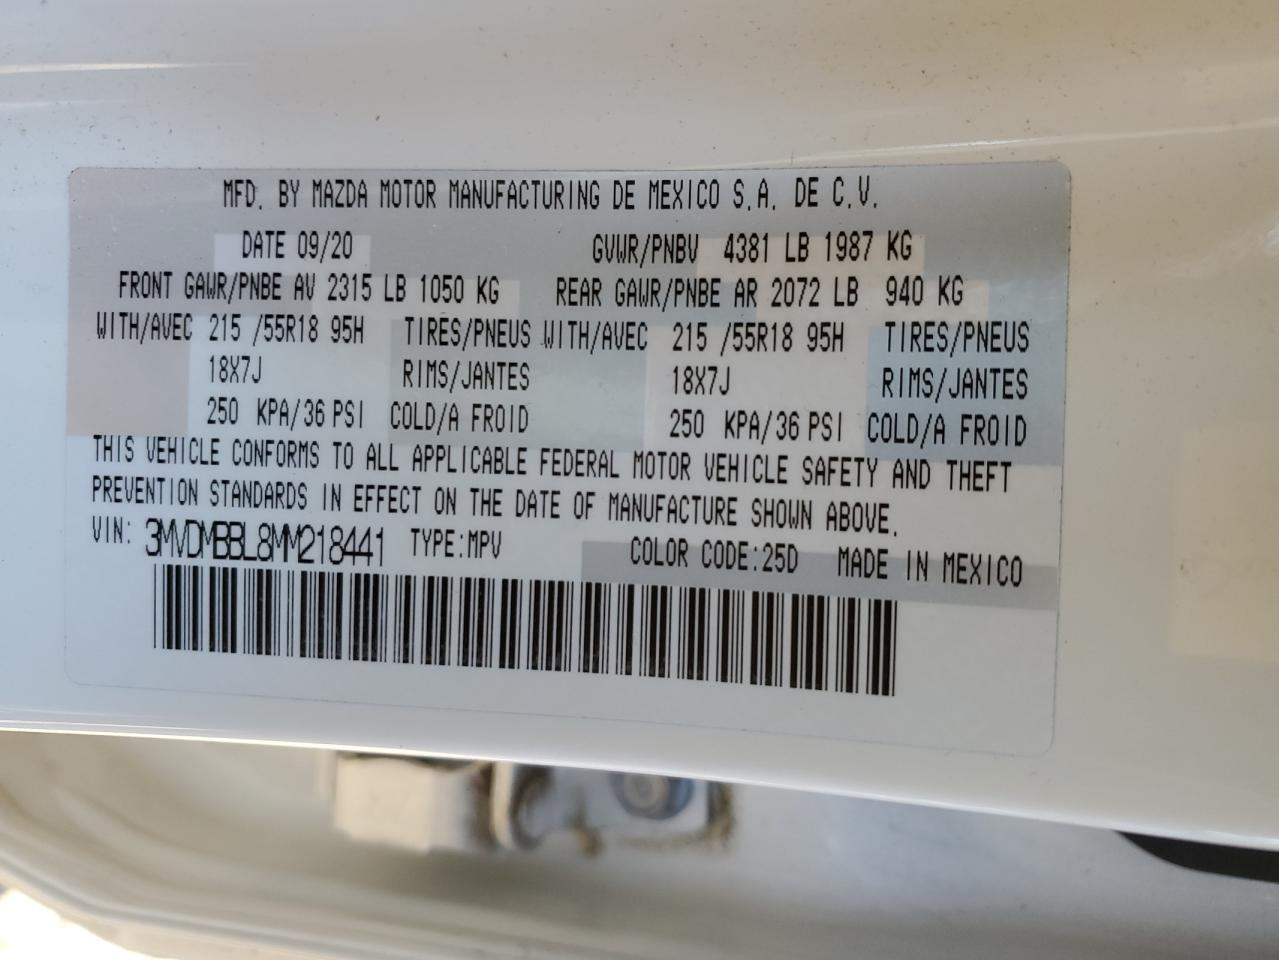 MFD. BY MAZDA MOTOR MANUFACTURING DE MEXICO S.A. DE C.V.
DATE 09/20 GVWR/PNBV 4381 LB 1987 KG
FRONT GAWR/PNBE AV 2315 LB 1050 KG REAR GAWR/PNBE AR 2072 LB 940 KG
WITH/AVEC 215 /55R18 95H TIRES/PNEUS WITH/AVEC 215 /55R18 95H TIRES/PNEUS
18X7J RIMS/JANTES 18X7J RIMS/JANTES
250 KPA/36 PSI COLD/A FROID 250 KPA/36 PSI COLD/A FROID
THIS VEHICLE CONFORMS TO ALL APPLICABLE FEDERAL MOTOR VEHICLE SAFETY AND THEFT
PREVENTION STANDARDS IN EFFECT ON THE DATE OF MANUFACTURE SHOWN ABOVE.
VIN: 3MVDMBBL8MM218441 TYPE:MPV COLOR CODE:25D MADE IN MEXICO